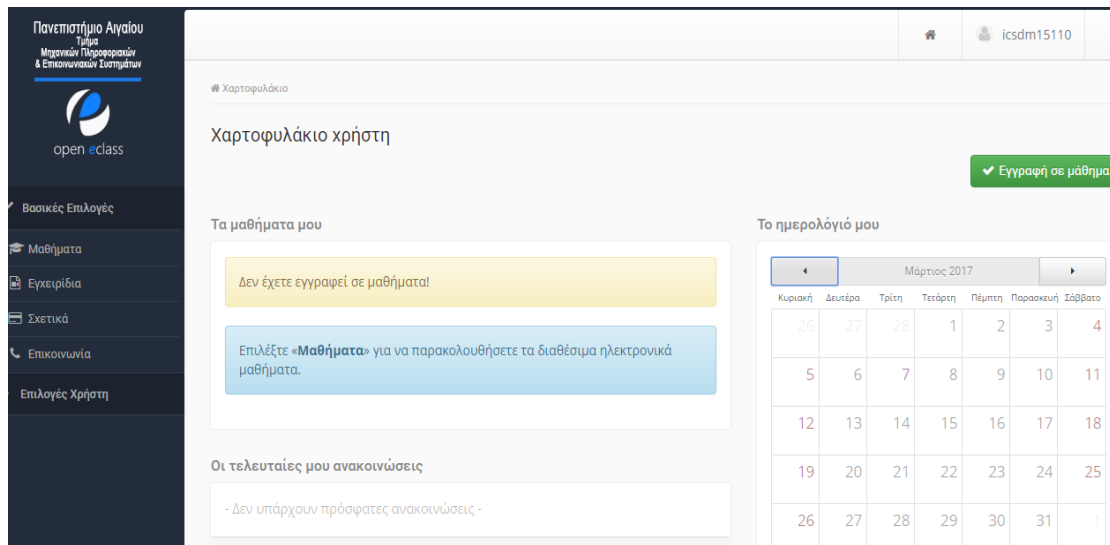 Πανεπιστήμιο Αιγαίου
Τμήμα
Μηχανικών Πληροφοριακών
& Επικοινωνιακών Συστημάτων
open eclass
Βασικές Επιλογές
Μαθήματα
Εγχειρίδια
Σχετικά
Επικοινωνία
Επιλογές Χρήστη
icsdm15110
Χαρτοφυλάκιο
Χαρτοφυλάκιο χρήστη
Εγγραφή σε μάθημα
Τα μαθήματα μου
Δεν έχετε εγγραφεί σε μαθήματα!
Επιλέξτε «Μαθήματα» για να παρακολουθήσετε τα διαθέσιμα ηλεκτρονικά
μαθήματα.
Οι τελευταίες μου ανακοινώσεις
- Δεν υπάρχουν πρόσφατες ανακοινώσεις -
Το ημερολόγιό μου
Μάρτιος 2017
Κυριακή Δευτέρα Τρίτη Τετάρτη Πέμπτη Παρασκευή Σάββατο
26 27 28 1 2 3 4
5 6 7 8 9 10 11
12 13 14 15 16 17 18
19 20 21 22 23 24 25
26 27 28 29 30 31 1